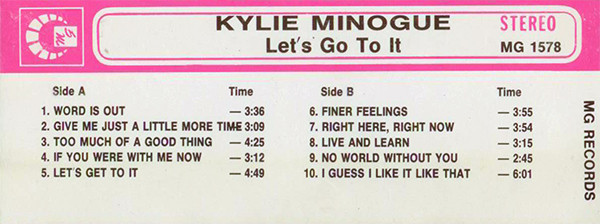 KYLIE MINOGUE
Let's Go To It
STEREO
MG 1578
Side A Time
1. WORD IS OUT — 3:36
2. GIVE ME JUST A LITTLE MORE TIME — 3:09
3. TOO MUCH OF A GOOD THING — 4:25
4. IF YOU WERE WITH ME NOW — 3:12
5. LET'S GET TO IT — 4:49
Side B Time
6. FINER FEELINGS — 3:55
7. RIGHT HERE, RIGHT NOW — 3:54
8. LIVE AND LEARN — 3:15
9. NO WORLD WITHOUT YOU — 2:45
10. I GUESS I LIKE IT LIKE THAT — 6:01
MG RECORDS